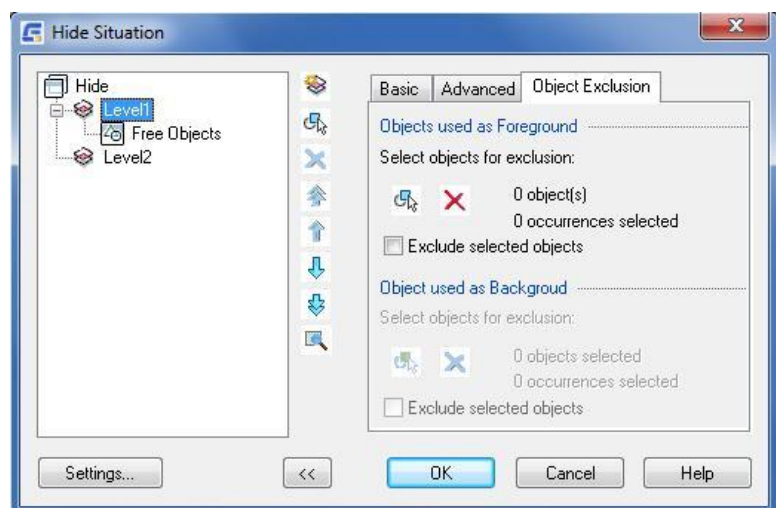 Hide Situation
Hide
Level1
Free Objects
Level2
Basic Advanced Object Exclusion
Objects used as Foreground
Select objects for exclusion:
0 object(s)
0 occurrences selected
Exclude selected objects
Object used as Backgroud
Select objects for exclusion:
0 objects selected
0 occurrences selected
Exclude selected objects
Settings... << OK Cancel Help